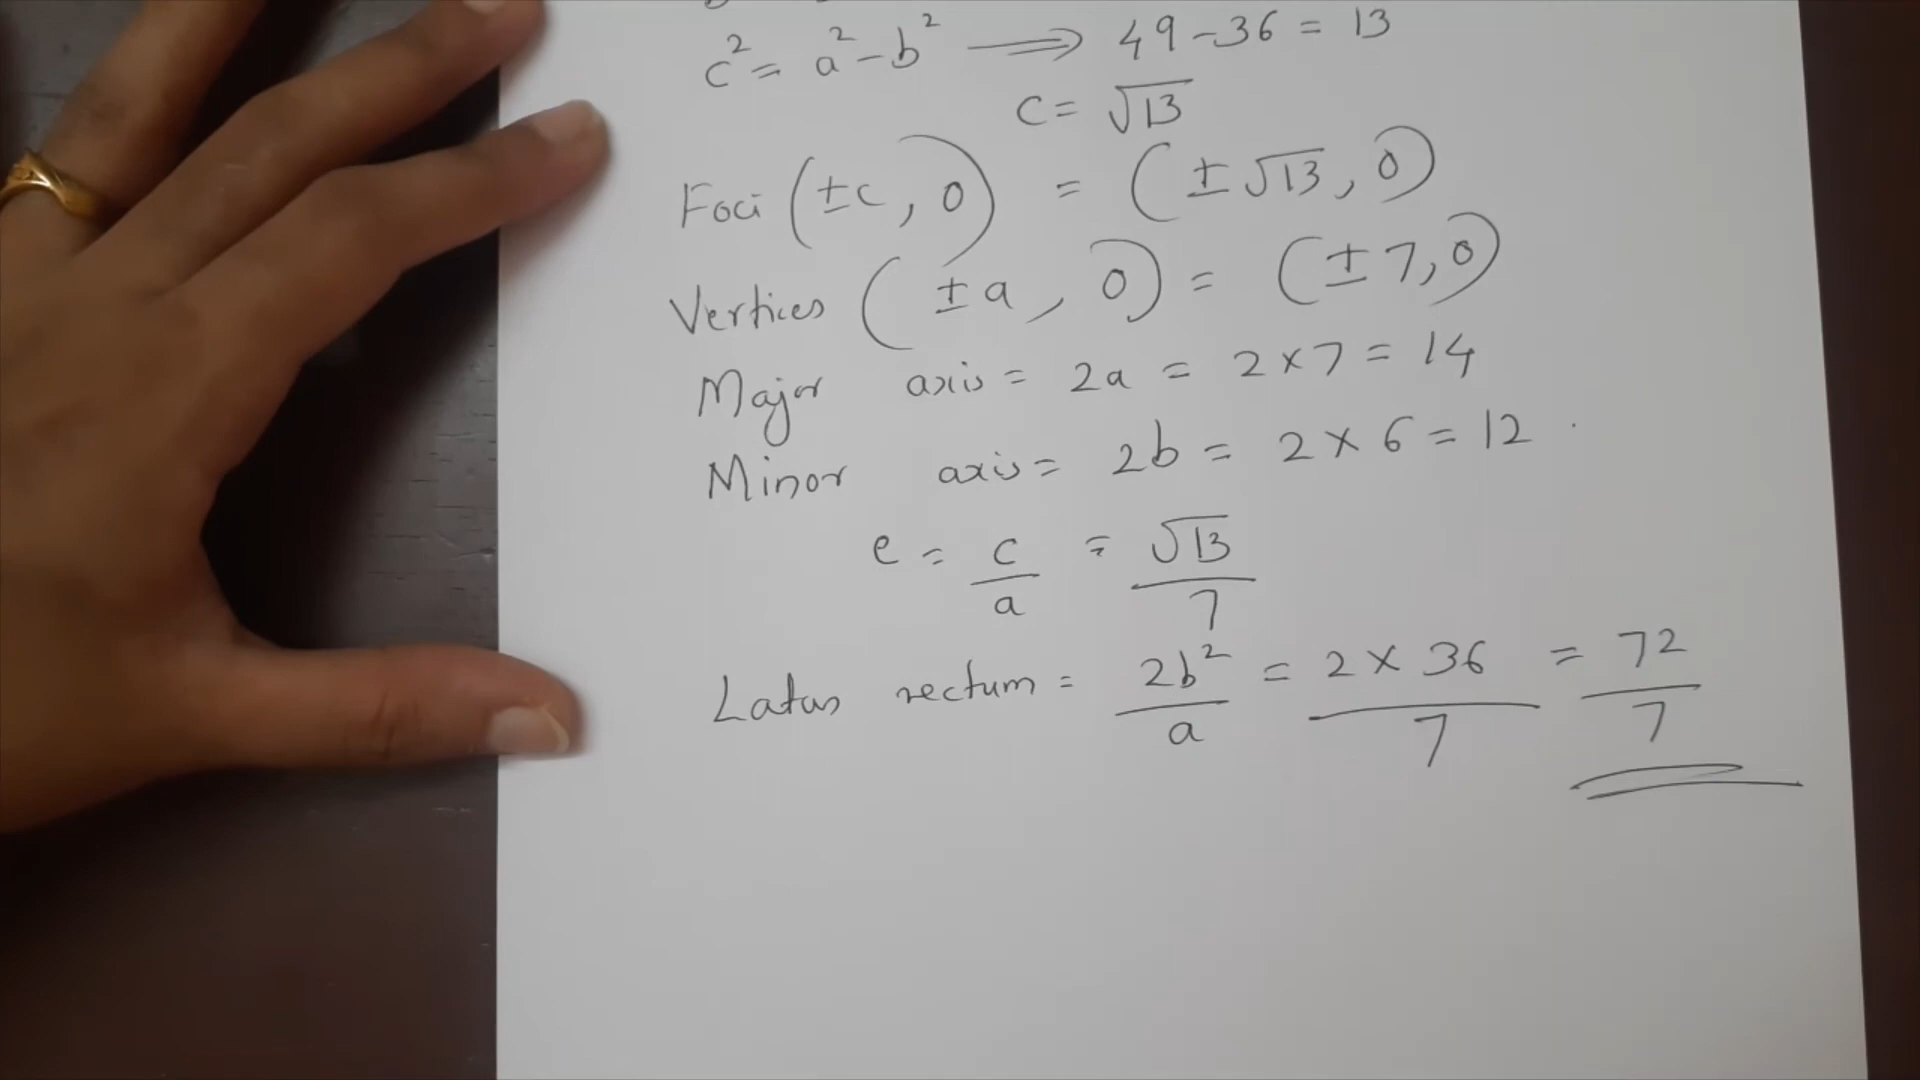 c² = a² - b² ⟹ 49 - 36 = 13
c = √13
Foci (±c, 0) = (±√13, 0)
Vertices (±a, 0) = (±7, 0)
Major axis = 2a = 2 × 7 = 14
Minor axis = 2b = 2 × 6 = 12
e = c/a = √13/7
Latus rectum = 2b²/a = 2 × 36/7 = 72/7